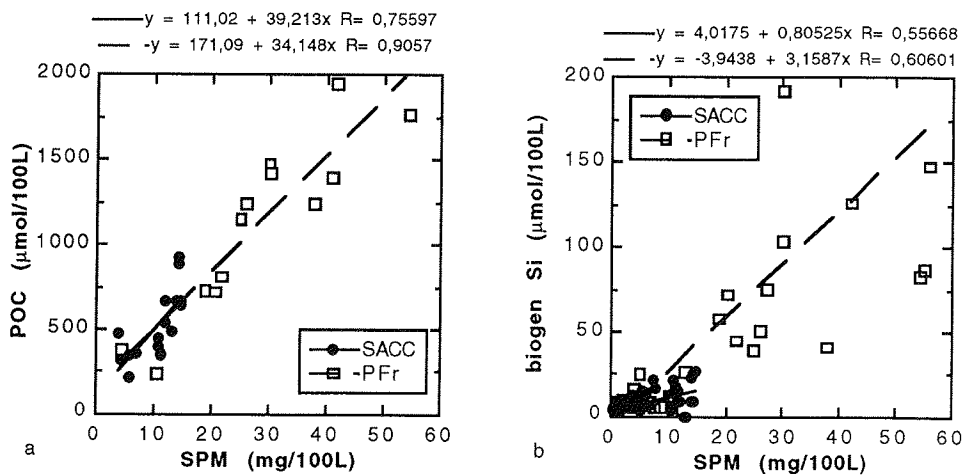 y = 111,02 + 39,213x R= 0,75597
-y = 171,09 + 34,148x R= 0,9057
2000
1500
1000
500
0
POC (µmol/100L)
SACC
-PFr
0 10 20 30 40 50 60
SPM (mg/100L)
a
y = 4,0175 + 0,80525x R= 0,55668
-y = -3,9438 + 3,1587x R= 0,60601
200
150
100
50
0
biogen Si (µmol/100L)
SACC
-PFr
0 10 20 30 40 50 60
SPM (mg/100L)
b